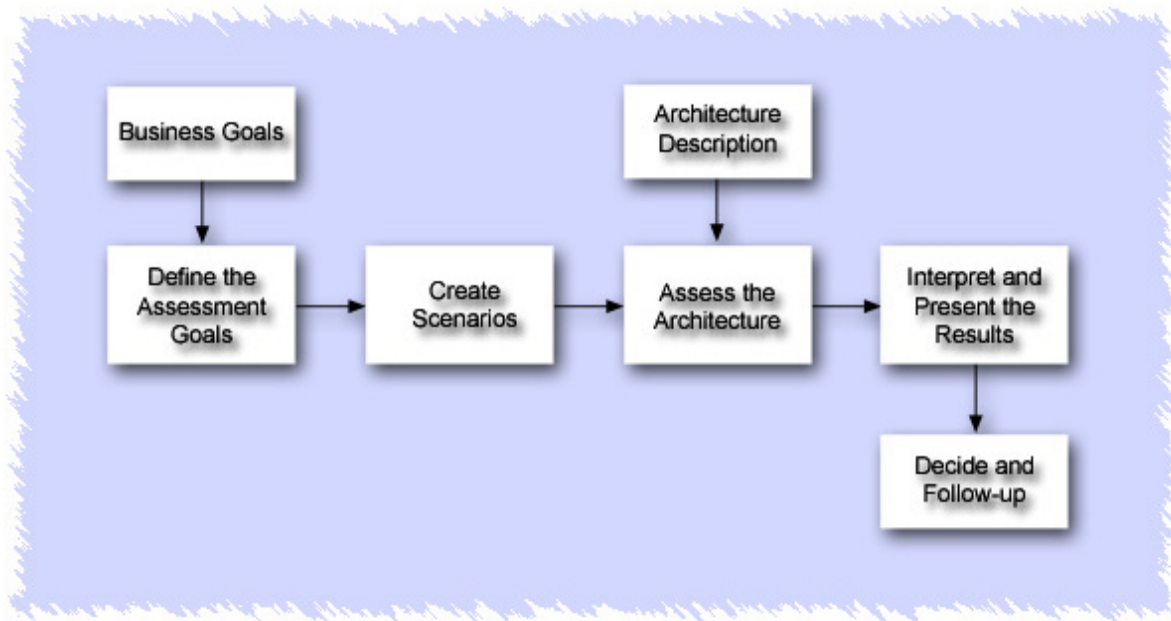 Business Goals
Architecture
Description
Define the
Assessment
Goals
Create
Scenarios
Assess the
Architecture
Interpret and
Present the
Results
Decide and
Follow-up